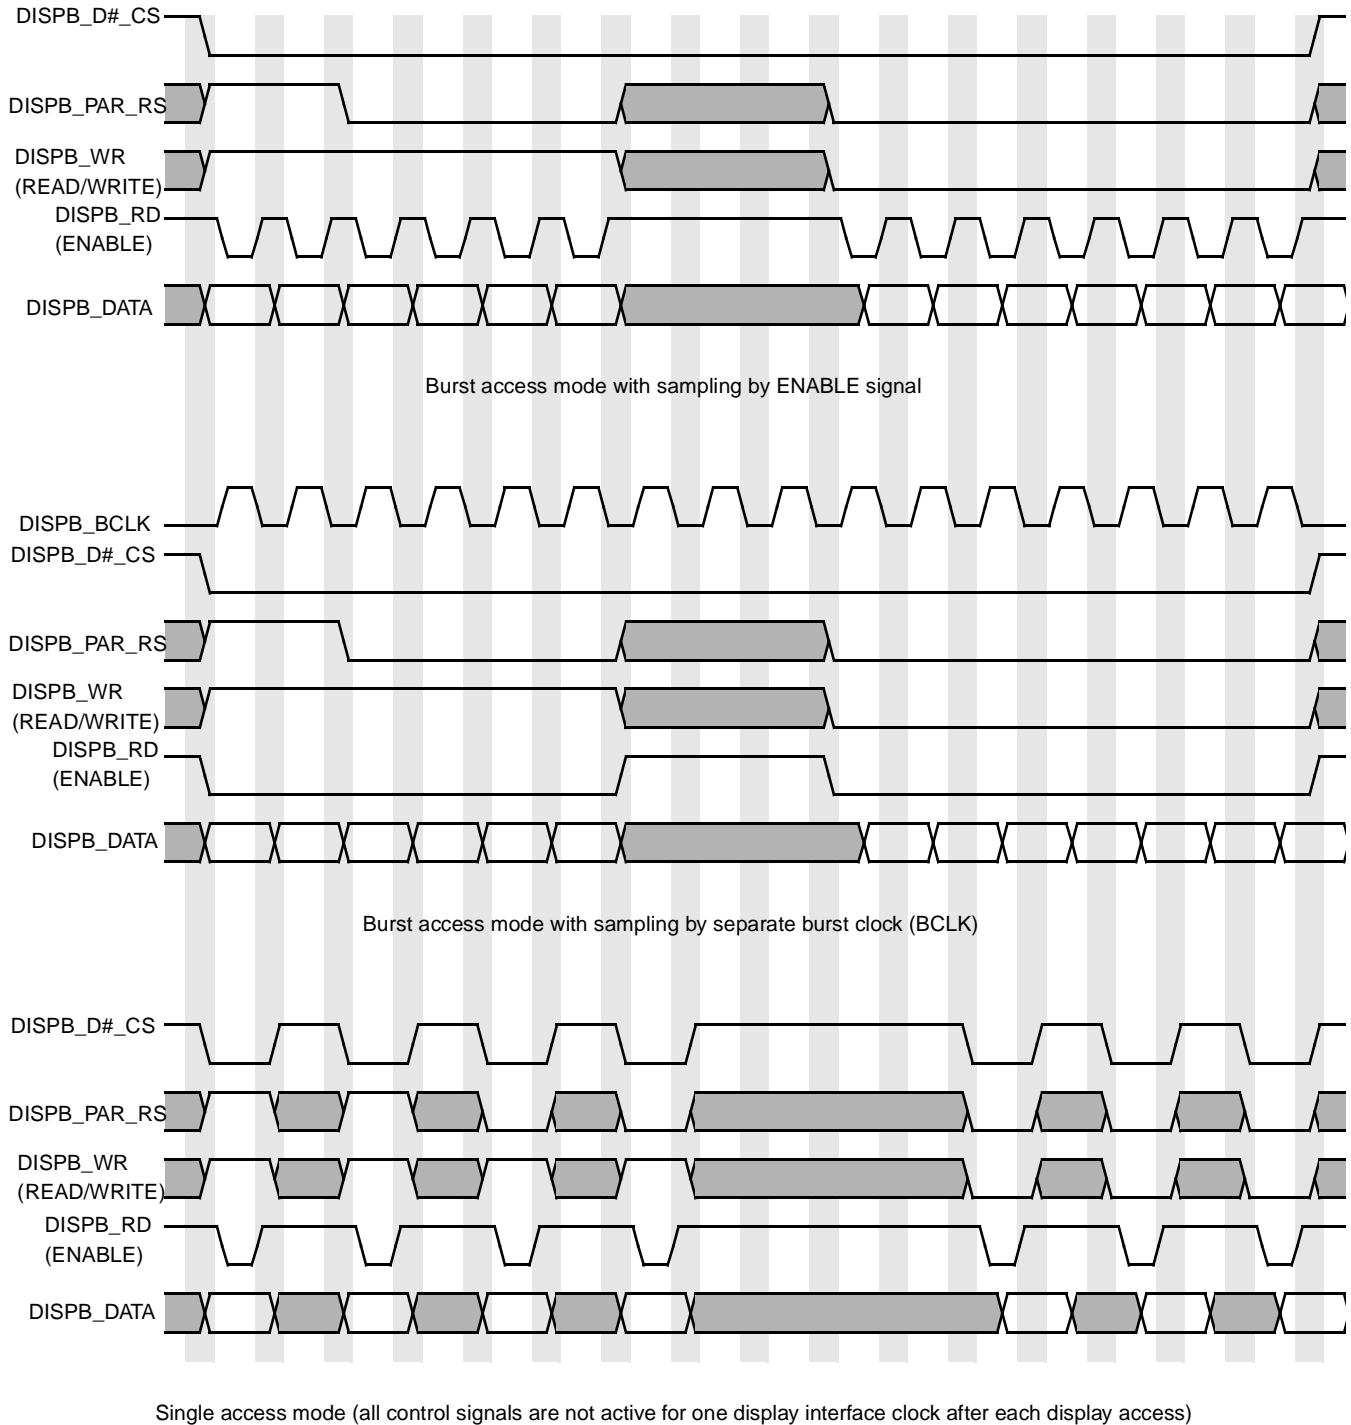 DISPB_D#_CS
DISPB_PAR_RS
DISPB_WR
(READ/WRITE)
DISPB_RD
(ENABLE)
DISPB_DATA
Burst access mode with sampling by ENABLE signal
DISPB_BCLK
DISPB_D#_CS
DISPB_PAR_RS
DISPB_WR
(READ/WRITE)
DISPB_RD
(ENABLE)
DISPB_DATA
Burst access mode with sampling by separate burst clock (BCLK)
DISPB_D#_CS
DISPB_PAR_RS
DISPB_WR
(READ/WRITE)
DISPB_RD
(ENABLE)
DISPB_DATA
Single access mode (all control signals are not active for one display interface clock after each display access)